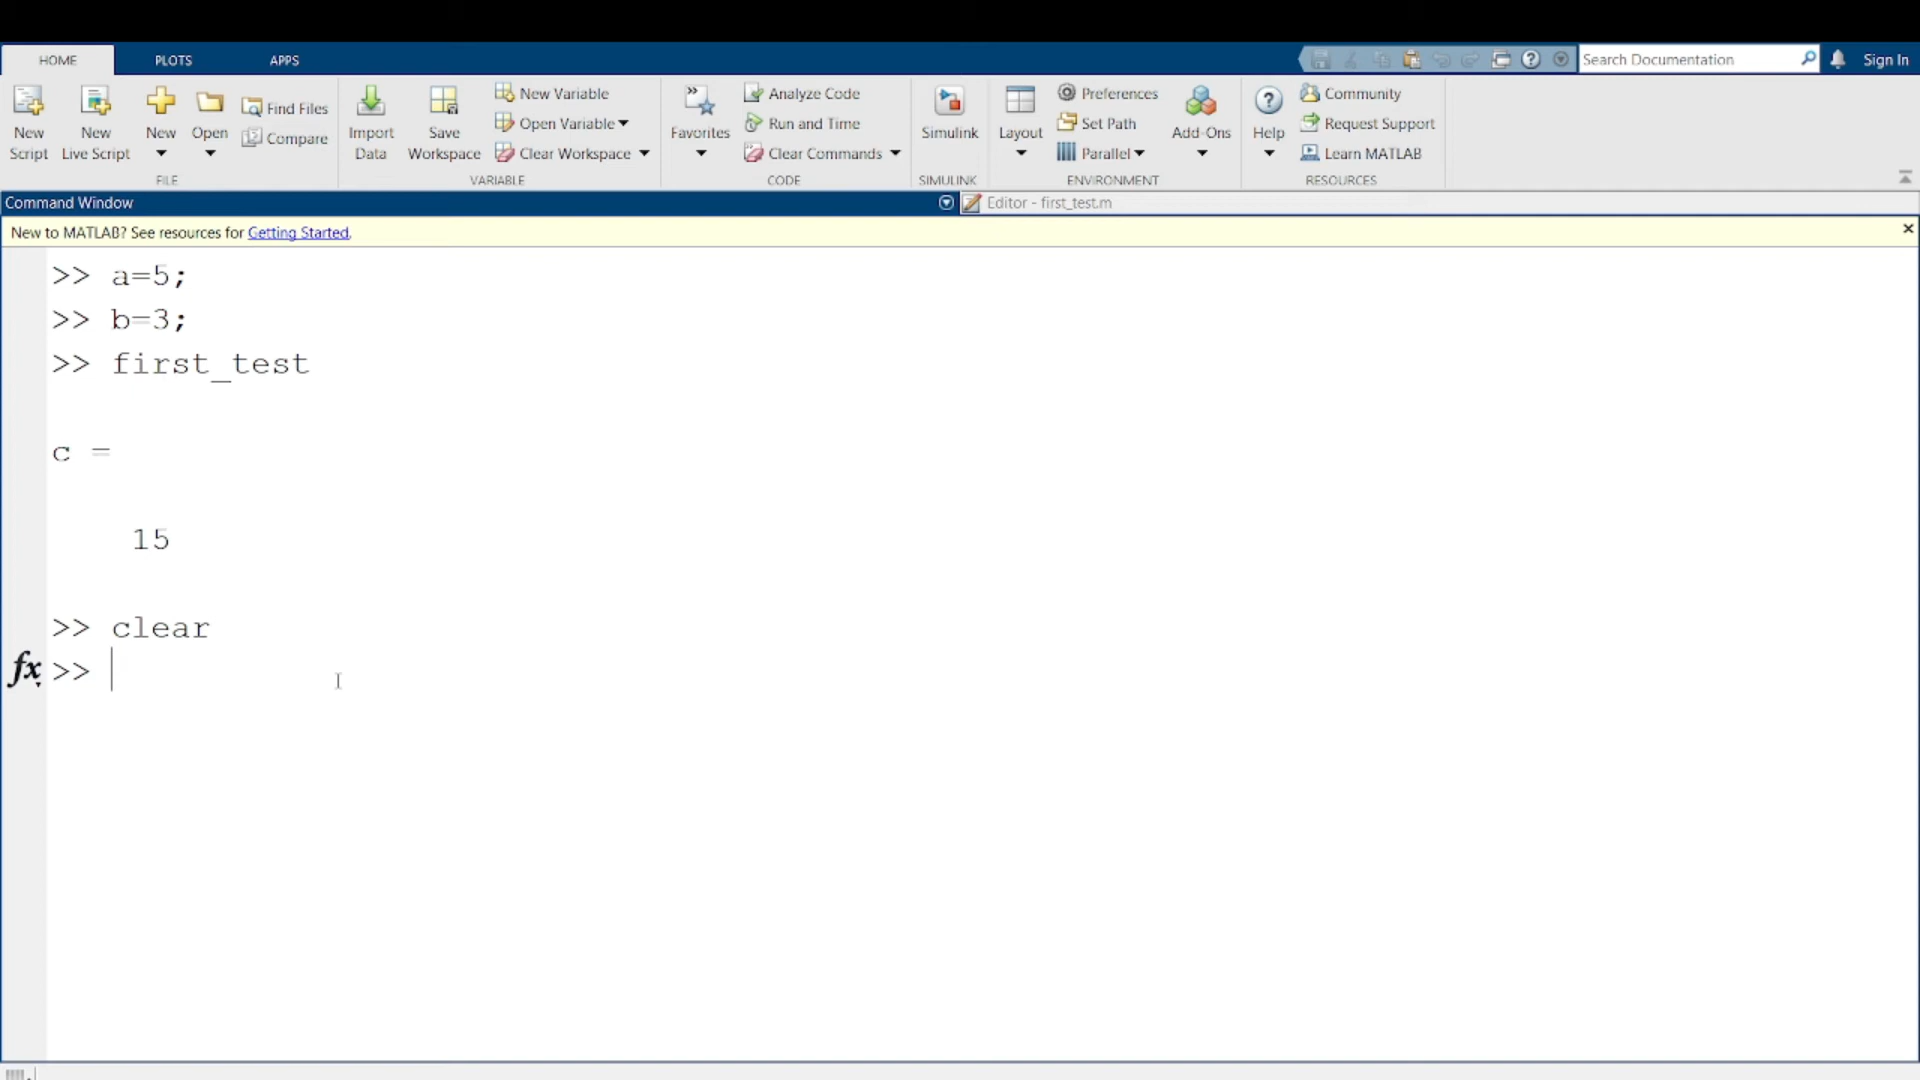 HOME PLOTS APPS Search Documentation Sign In
New Script New Live Script New Open Find Files Compare
Import Data Save Workspace New Variable Open Variable Clear Workspace
Favorites Analyze Code Run and Time Clear Commands
Simulink Layout Preferences Set Path Parallel Add-Ons
Help Community Request Support Learn MATLAB
FILE VARIABLE CODE SIMULINK ENVIRONMENT RESOURCES
Command Window Editor - first_test.m
New to MATLAB? See resources for Getting Started.
>> a=5;
>> b=3;
>> first_test
c =
15
>> clear
fx >>